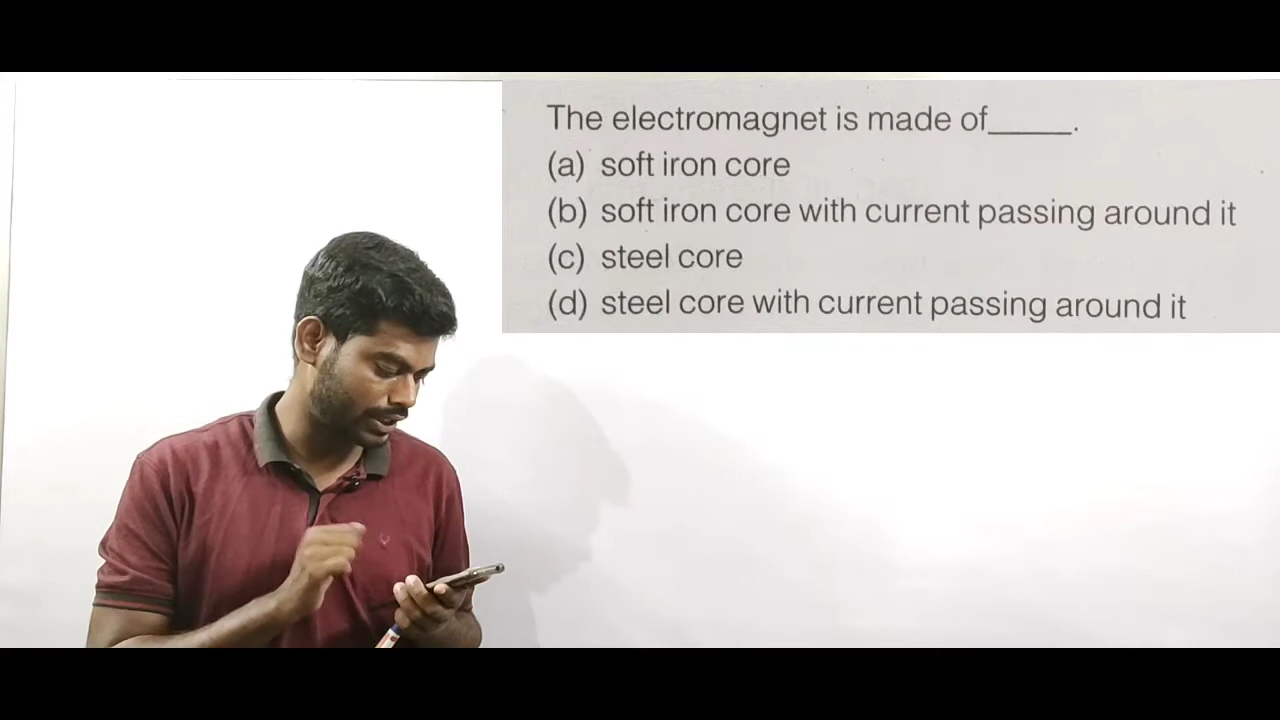 The electromagnet is made of_____.
(a) soft iron core
(b) soft iron core with current passing around it
(c) steel core
(d) steel core with current passing around it